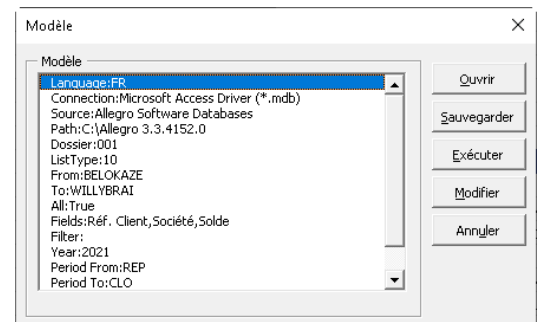 Modèle
Modèle
Language:FR
Connection:Microsoft Access Driver (*.mdb)
Source:Allegro Software Databases
Path:C:\Allegro 3.3.4152.0
Dossier:001
ListType:10
From:BELOKAZE
To:WILLYBRAI
All:True
Fields:Réf. Client,Société,Solde
Filter:
Year:2021
Period From:REP
Period To:CLO
Ouvrir
Sauvegarder
Exécuter
Modifier
Annuler